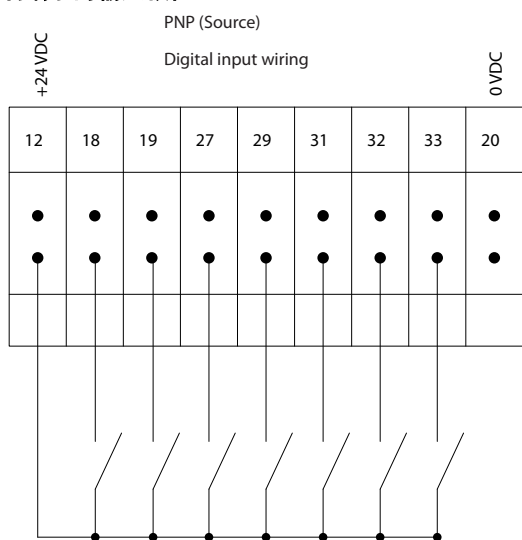 PNP (Source)
Digital input wiring
+24 VDC
0 VDC
12 18 19 27 29 31 32 33 20